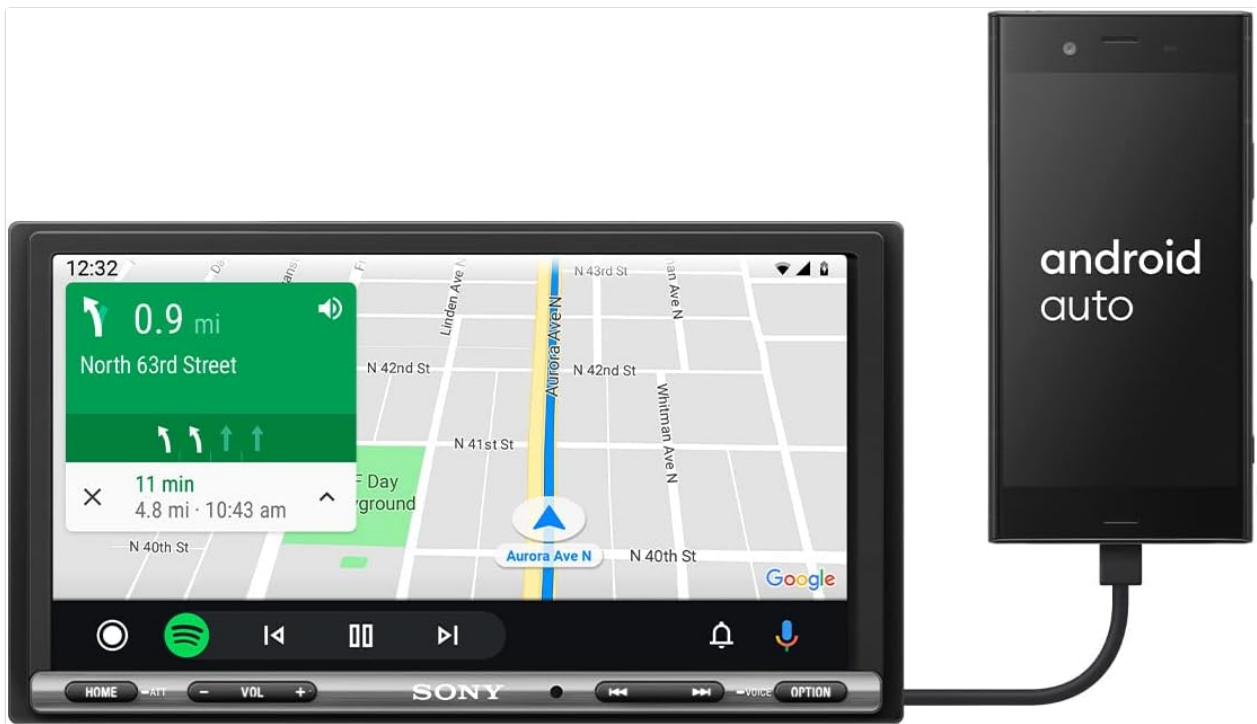 android
auto
12:32
0.9 mi
North 63rd Street
11 min
4.8 mi · 10:43 am
N 43rd St
Linden Ave N
Aurora Ave N
N 42nd St
N 42nd St
Whitman Ave N
N 41st St
Day
N 40th St
Aurora Ave N
N 40th St
Google
HOME ATT - VOL + SONY VOICE OPTION